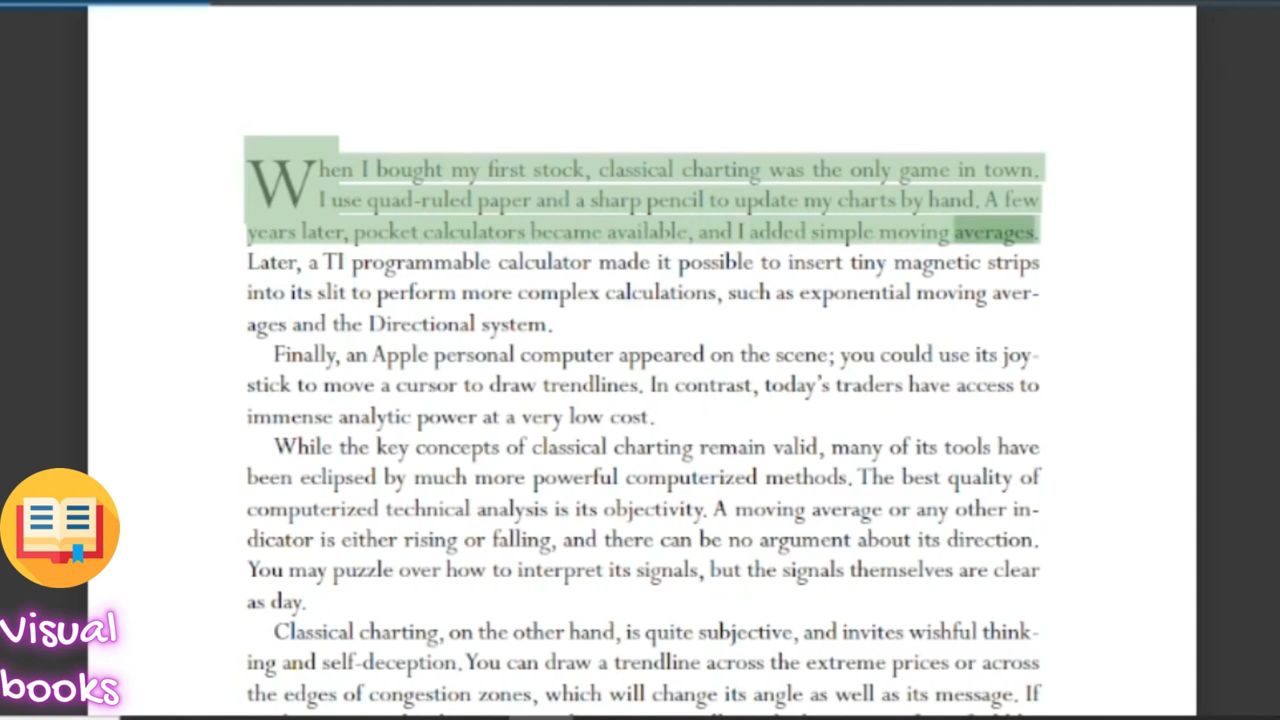 When I bought my first stock, classical charting was the only game in town.
I use quad-ruled paper and a sharp pencil to update my charts by hand. A few
years later, pocket calculators became available, and I added simple moving averages.
Later, a TI programmable calculator made it possible to insert tiny magnetic strips
into its slit to perform more complex calculations, such as exponential moving aver-
ages and the Directional system.
Finally, an Apple personal computer appeared on the scene; you could use its joy-
stick to move a cursor to draw trendlines. In contrast, today's traders have access to
immense analytic power at a very low cost.
While the key concepts of classical charting remain valid, many of its tools have
been eclipsed by much more powerful computerized methods. The best quality of
computerized technical analysis is its objectivity. A moving average or any other in-
dicator is either rising or falling, and there can be no argument about its direction.
You may puzzle over how to interpret its signals, but the signals themselves are clear
as day.
Classical charting, on the other hand, is quite subjective, and invites wishful think-
ing and self-deception. You can draw a trendline across the extreme prices or across
the edges of congestion zones, which will change its angle as well as its message. If
Visual
books